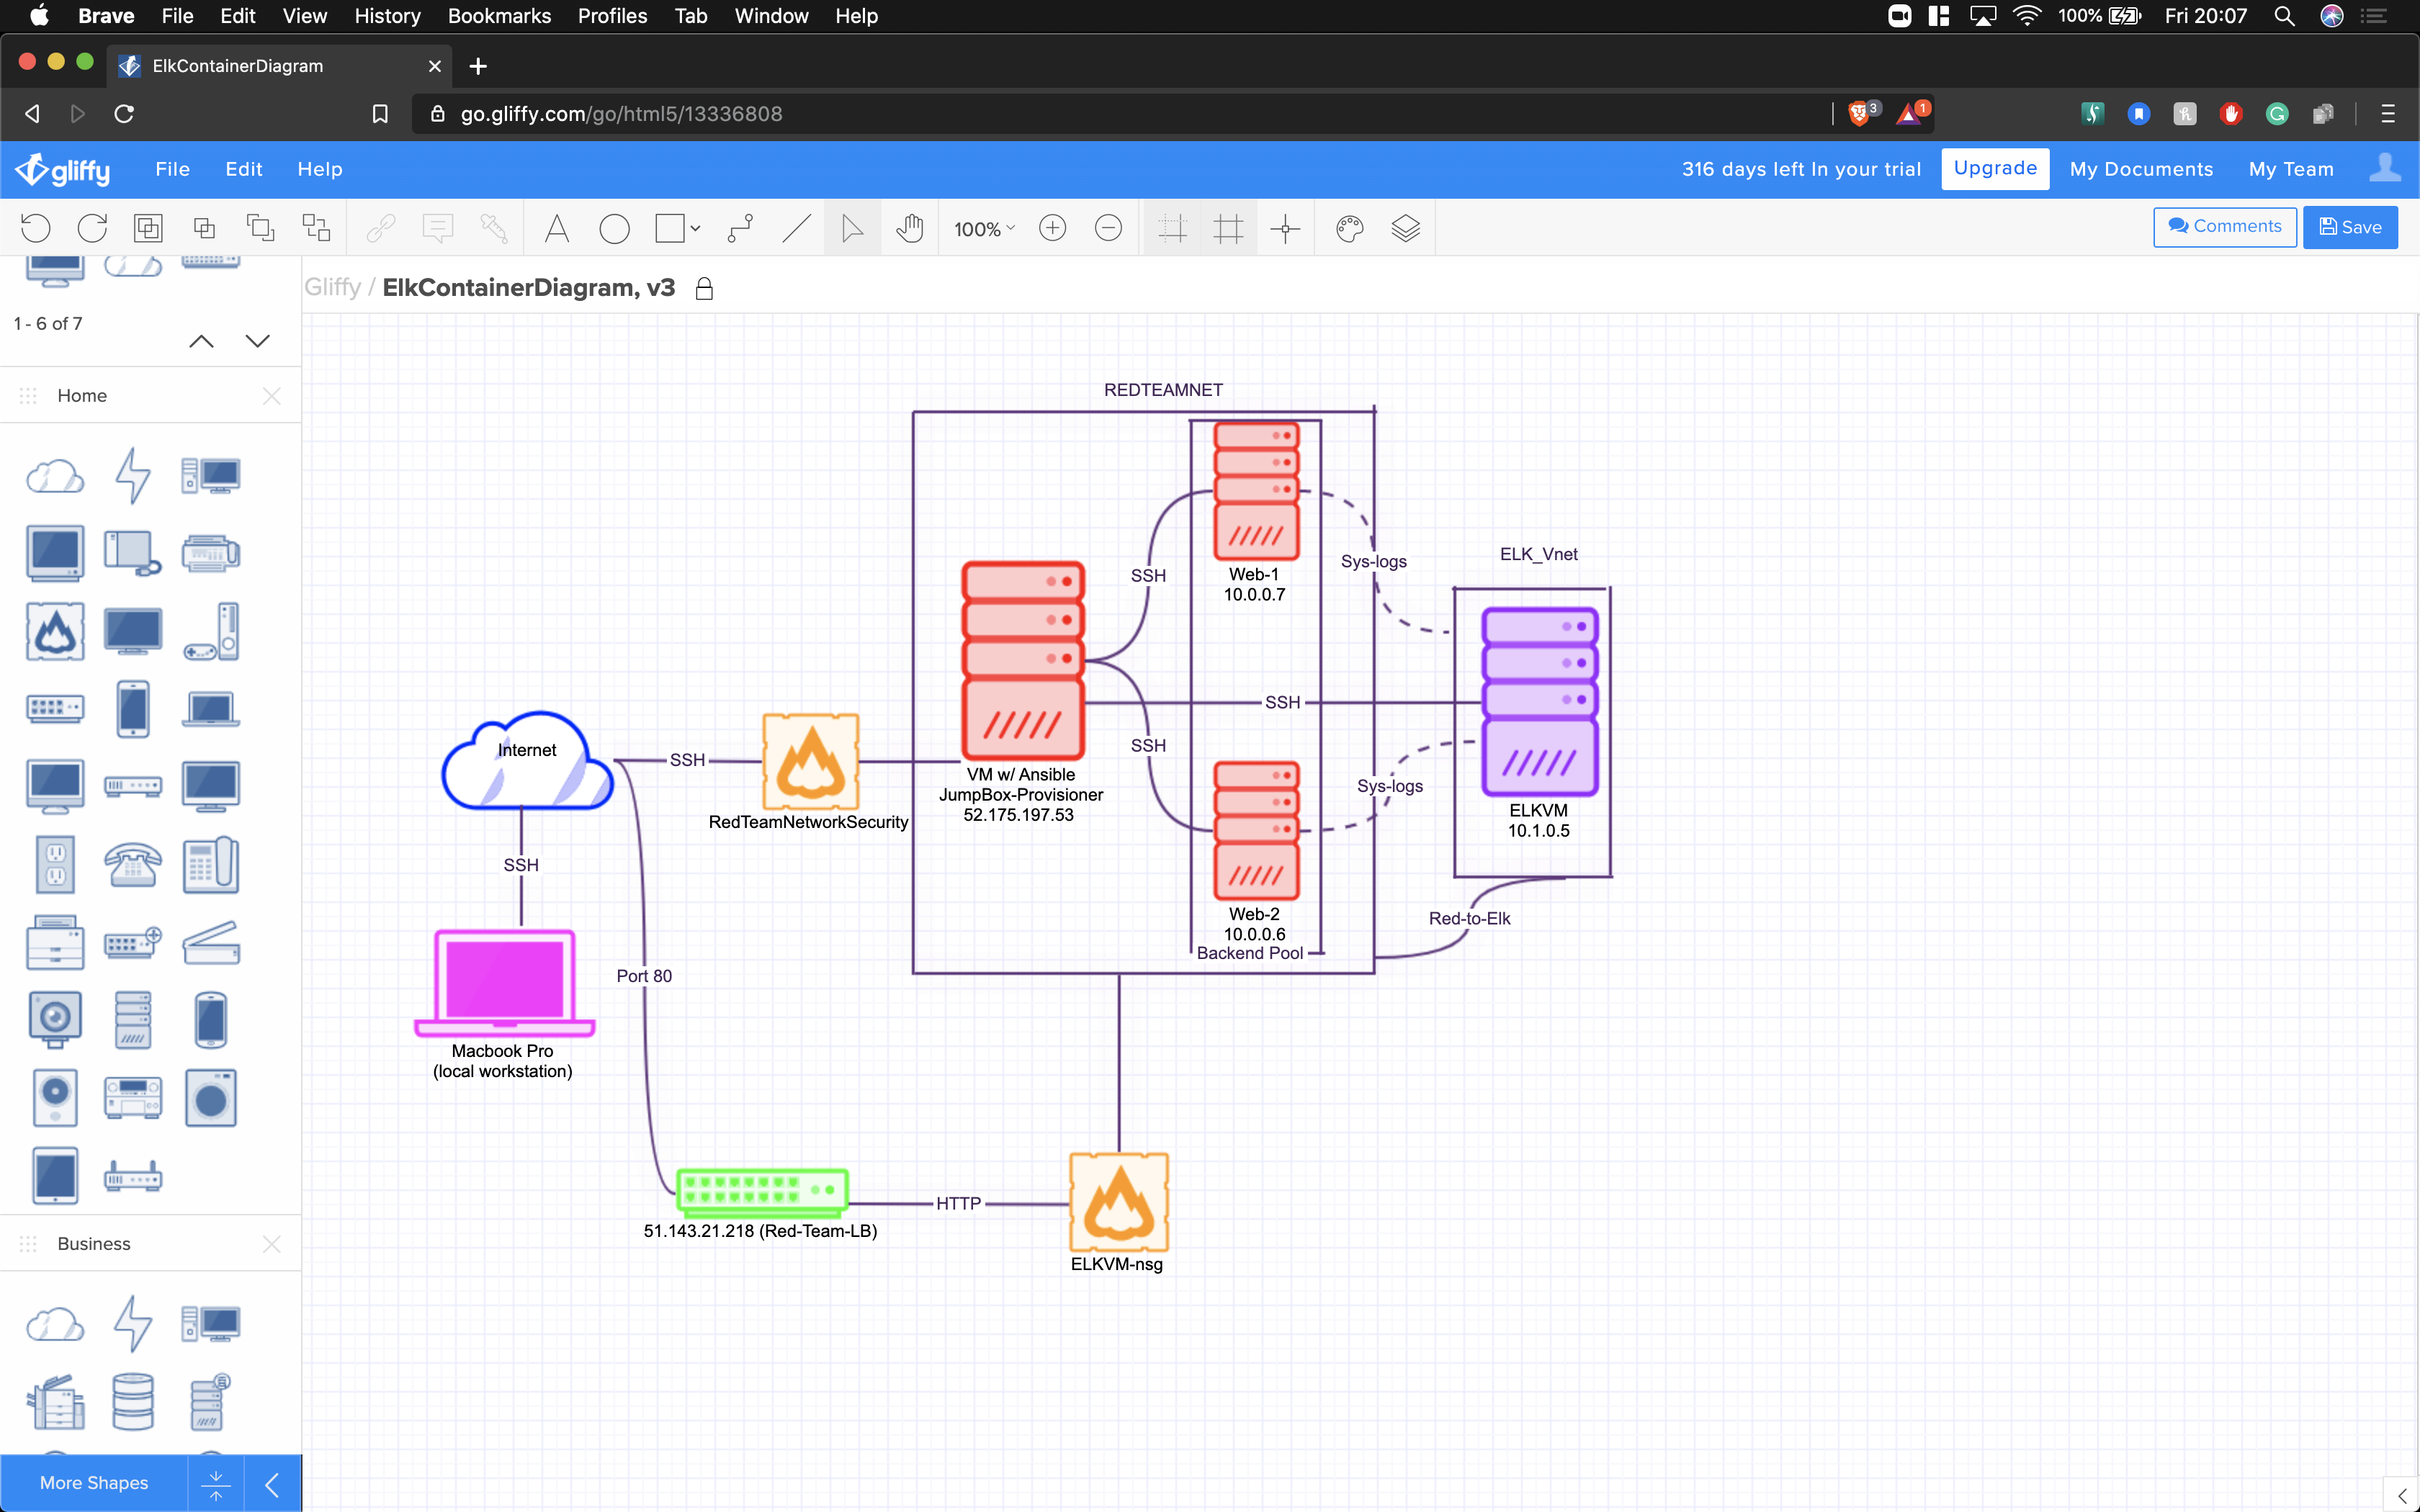 Brave File Edit View History Bookmarks Profiles Tab Window Help
100% Fri 20:07
ElkContainerDiagram
go.gliffy.com/go/html5/13336808
3
1
gliffy File Edit Help
316 days left In your trial Upgrade My Documents My Team
100%
Comments
Save
Gliffy / ElkContainerDiagram, v3
1 - 6 of 7
Home
Business
More Shapes
REDTEAMNET
ELK_Vnet
Web-1
10.0.0.7
SSH
Sys-logs
SSH
SSH
Sys-logs
Internet
SSH
RedTeamNetworkSecurity
VM w/ Ansible
JumpBox-Provisioner
52.175.197.53
ELKVM
10.1.0.5
SSH
Web-2
10.0.0.6
Backend Pool
Red-to-Elk
Port 80
Macbook Pro
(local workstation)
51.143.21.218 (Red-Team-LB)
HTTP
ELKVM-nsg